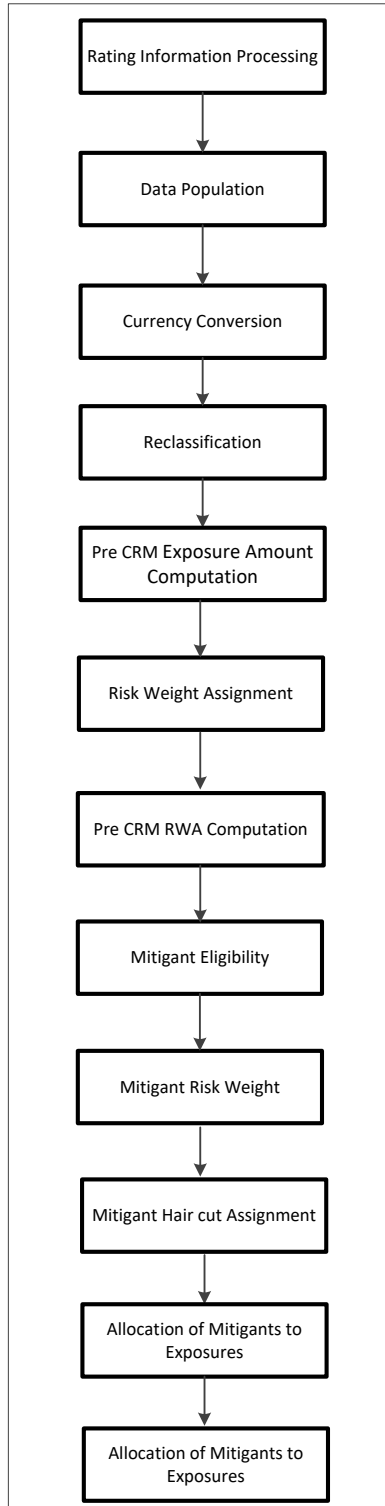 Rating Information Processing
Data Population
Currency Conversion
Reclassification
Pre CRM Exposure Amount
Computation
Risk Weight Assignment
Pre CRM RWA Computation
Mitigant Eligibility
Mitigant Risk Weight
Mitigant Hair cut Assignment
Allocation of Mitigants to
Exposures
Allocation of Mitigants to
Exposures